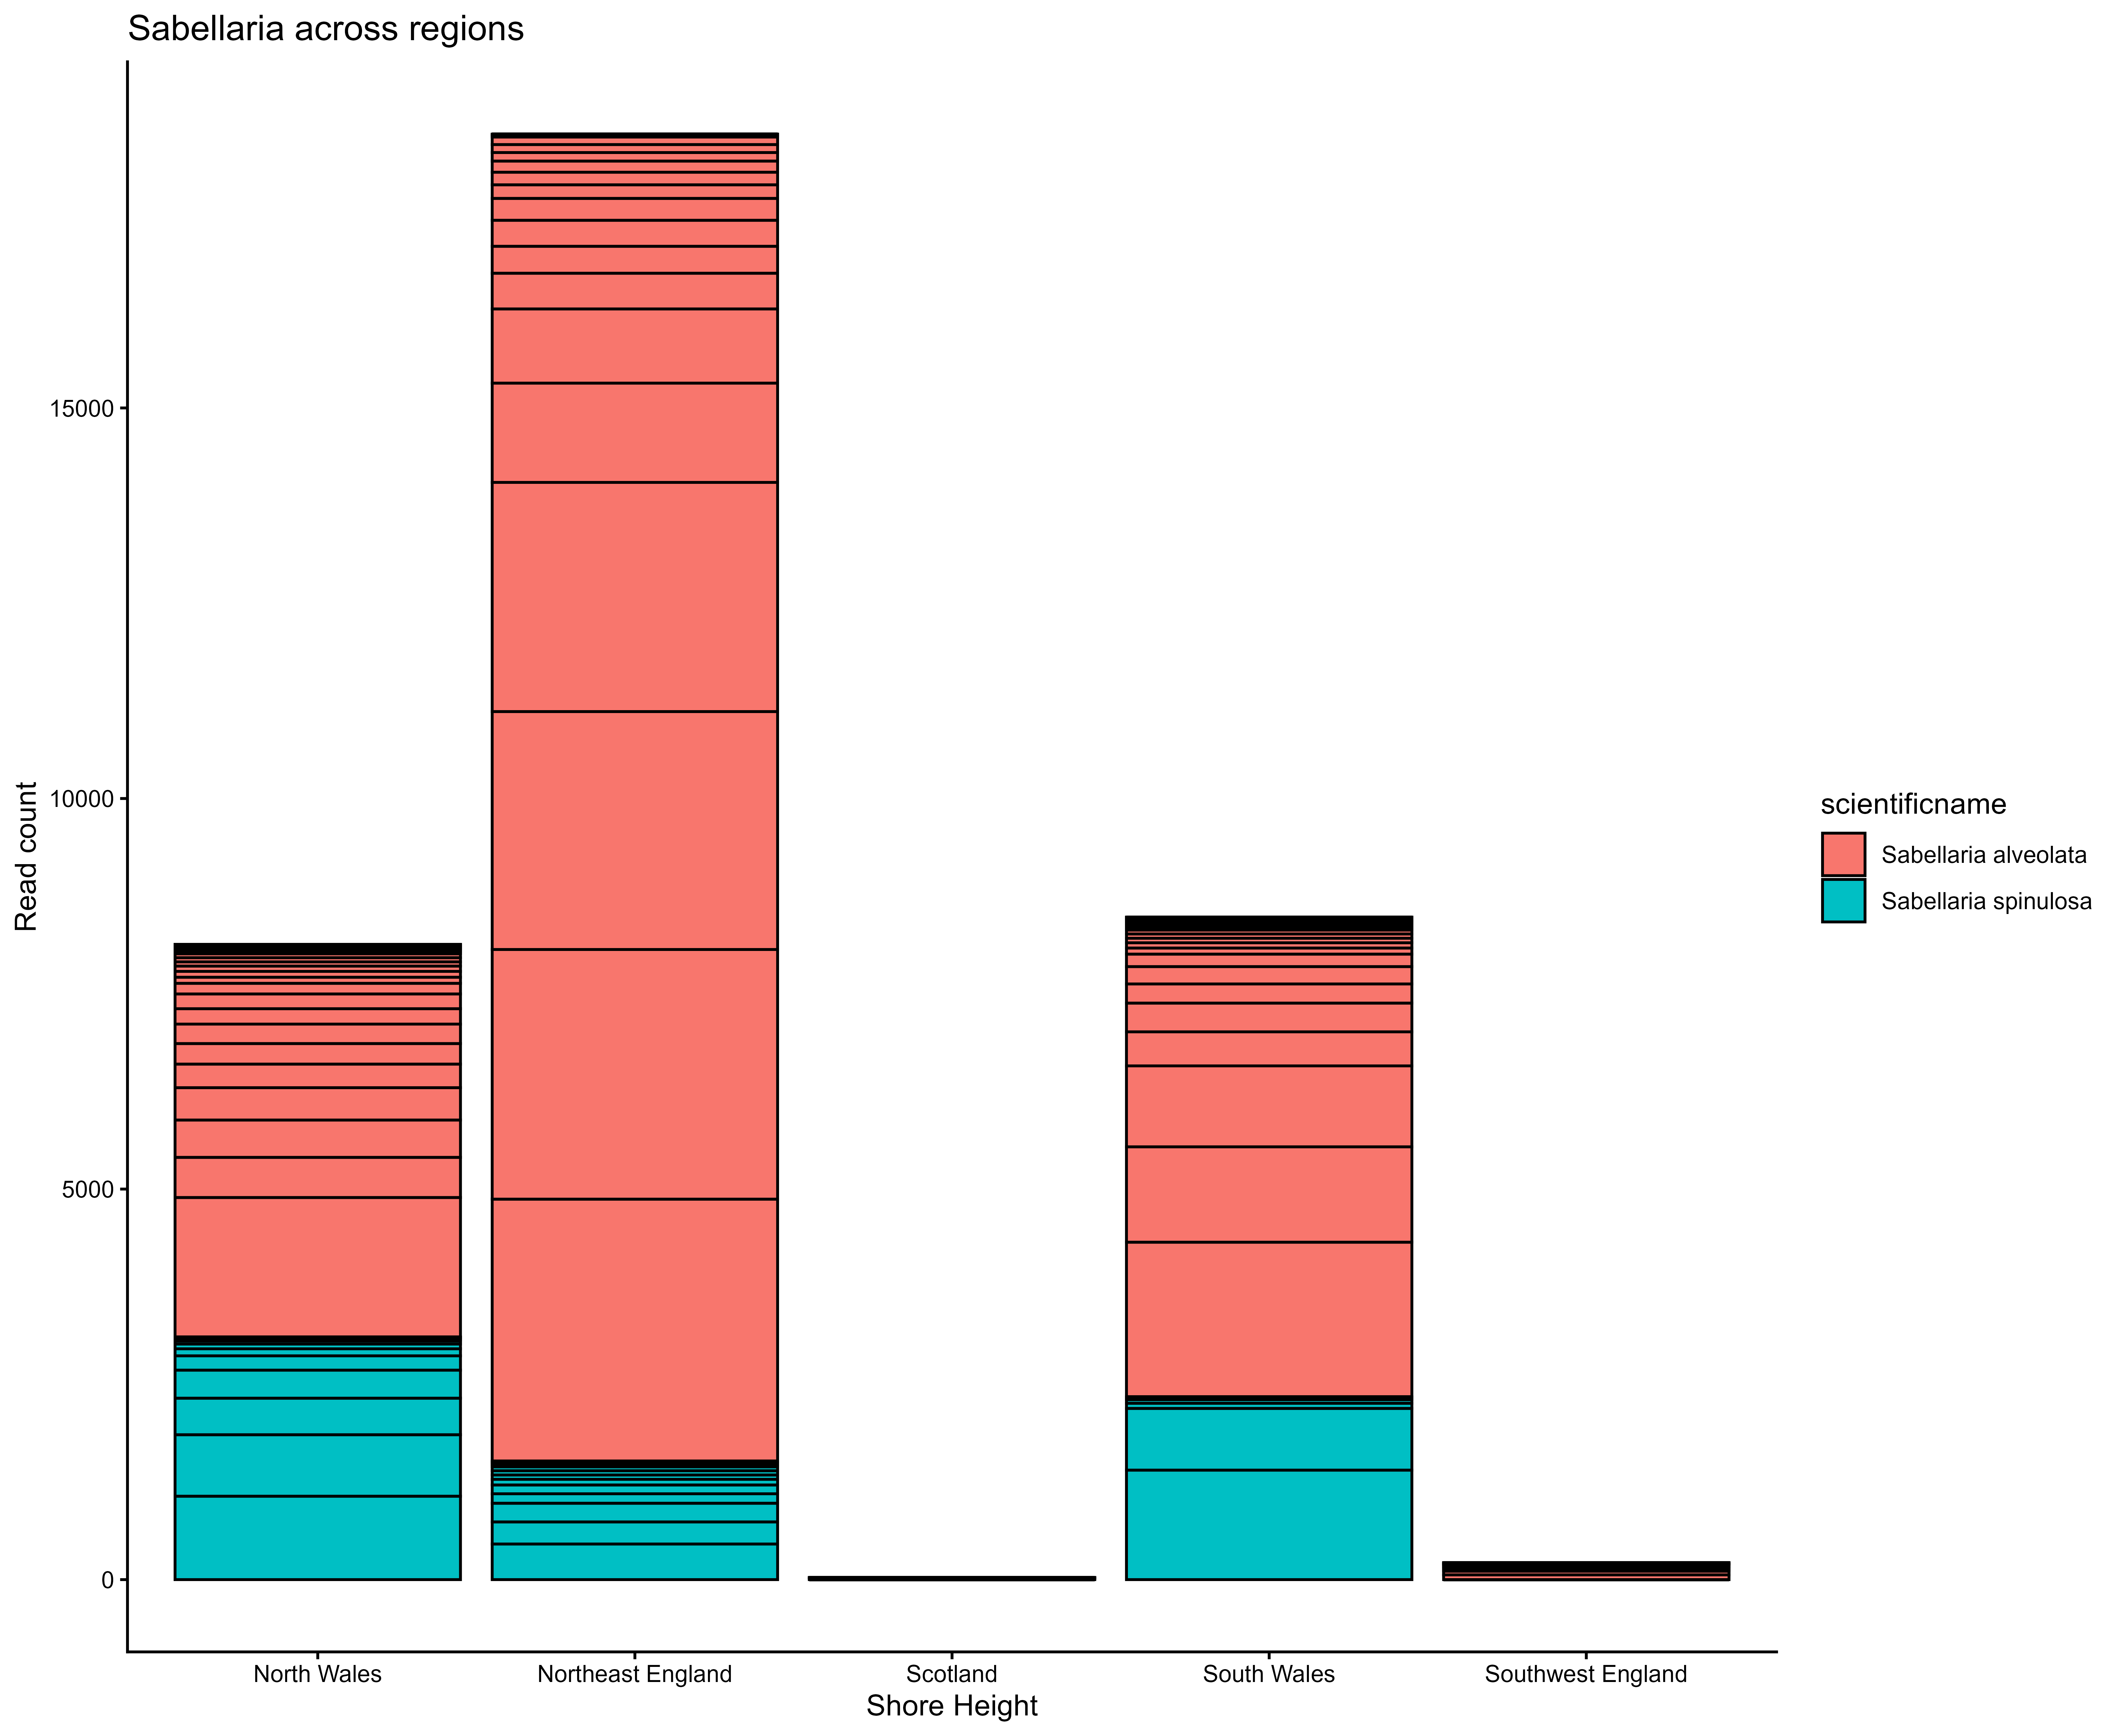 Sabellaria across regions
Read count
15000
10000
5000
0
North Wales
Northeast England
Scotland
South Wales
Southwest England
Shore Height
scientificname
Sabellaria alveolata
Sabellaria spinulosa